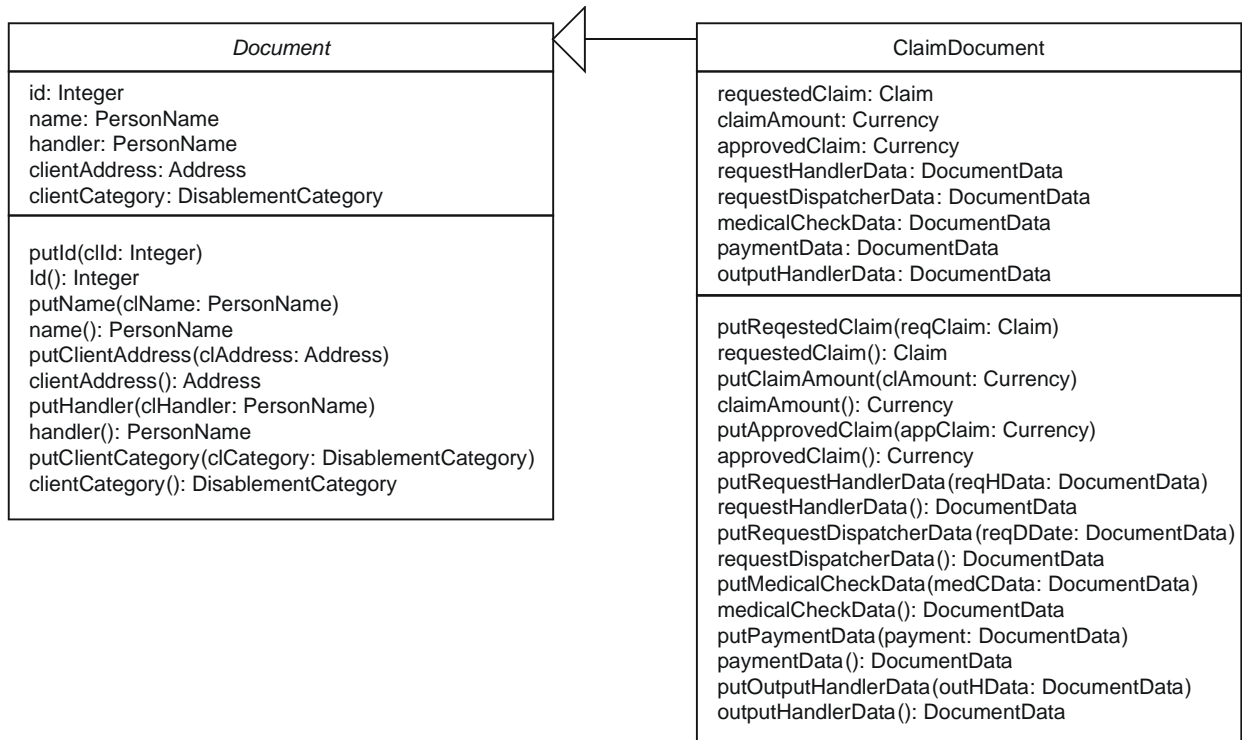 Document
id: Integer
name: PersonName
handler: PersonName
clientAddress: Address
clientCategory: DisablementCategory
putId(clId: Integer)
Id(): Integer
putName(clName: PersonName)
name(): PersonName
putClientAddress(clAddress: Address)
clientAddress(): Address
putHandler(clHandler: PersonName)
handler(): PersonName
putClientCategory(clCategory: DisablementCategory)
clientCategory(): DisablementCategory
ClaimDocument
requestedClaim: Claim
claimAmount: Currency
approvedClaim: Currency
requestHandlerData: DocumentData
requestDispatcherData: DocumentData
medicalCheckData: DocumentData
paymentData: DocumentData
outputHandlerData: DocumentData
putReqestedClaim(reqClaim: Claim)
requestedClaim(): Claim
putClaimAmount(clAmount: Currency)
claimAmount(): Currency
putApprovedClaim(appClaim: Currency)
approvedClaim(): Currency
putRequestHandlerData(reqHData: DocumentData)
requestHandlerData(): DocumentData
putRequestDispatcherData(reqDDate: DocumentData)
requestDispatcherData(): DocumentData
putMedicalCheckData(medCData: DocumentData)
medicalCheckData(): DocumentData
putPaymentData(payment: DocumentData)
paymentData(): DocumentData
putOutputHandlerData(outHData: DocumentData)
outputHandlerData(): DocumentData